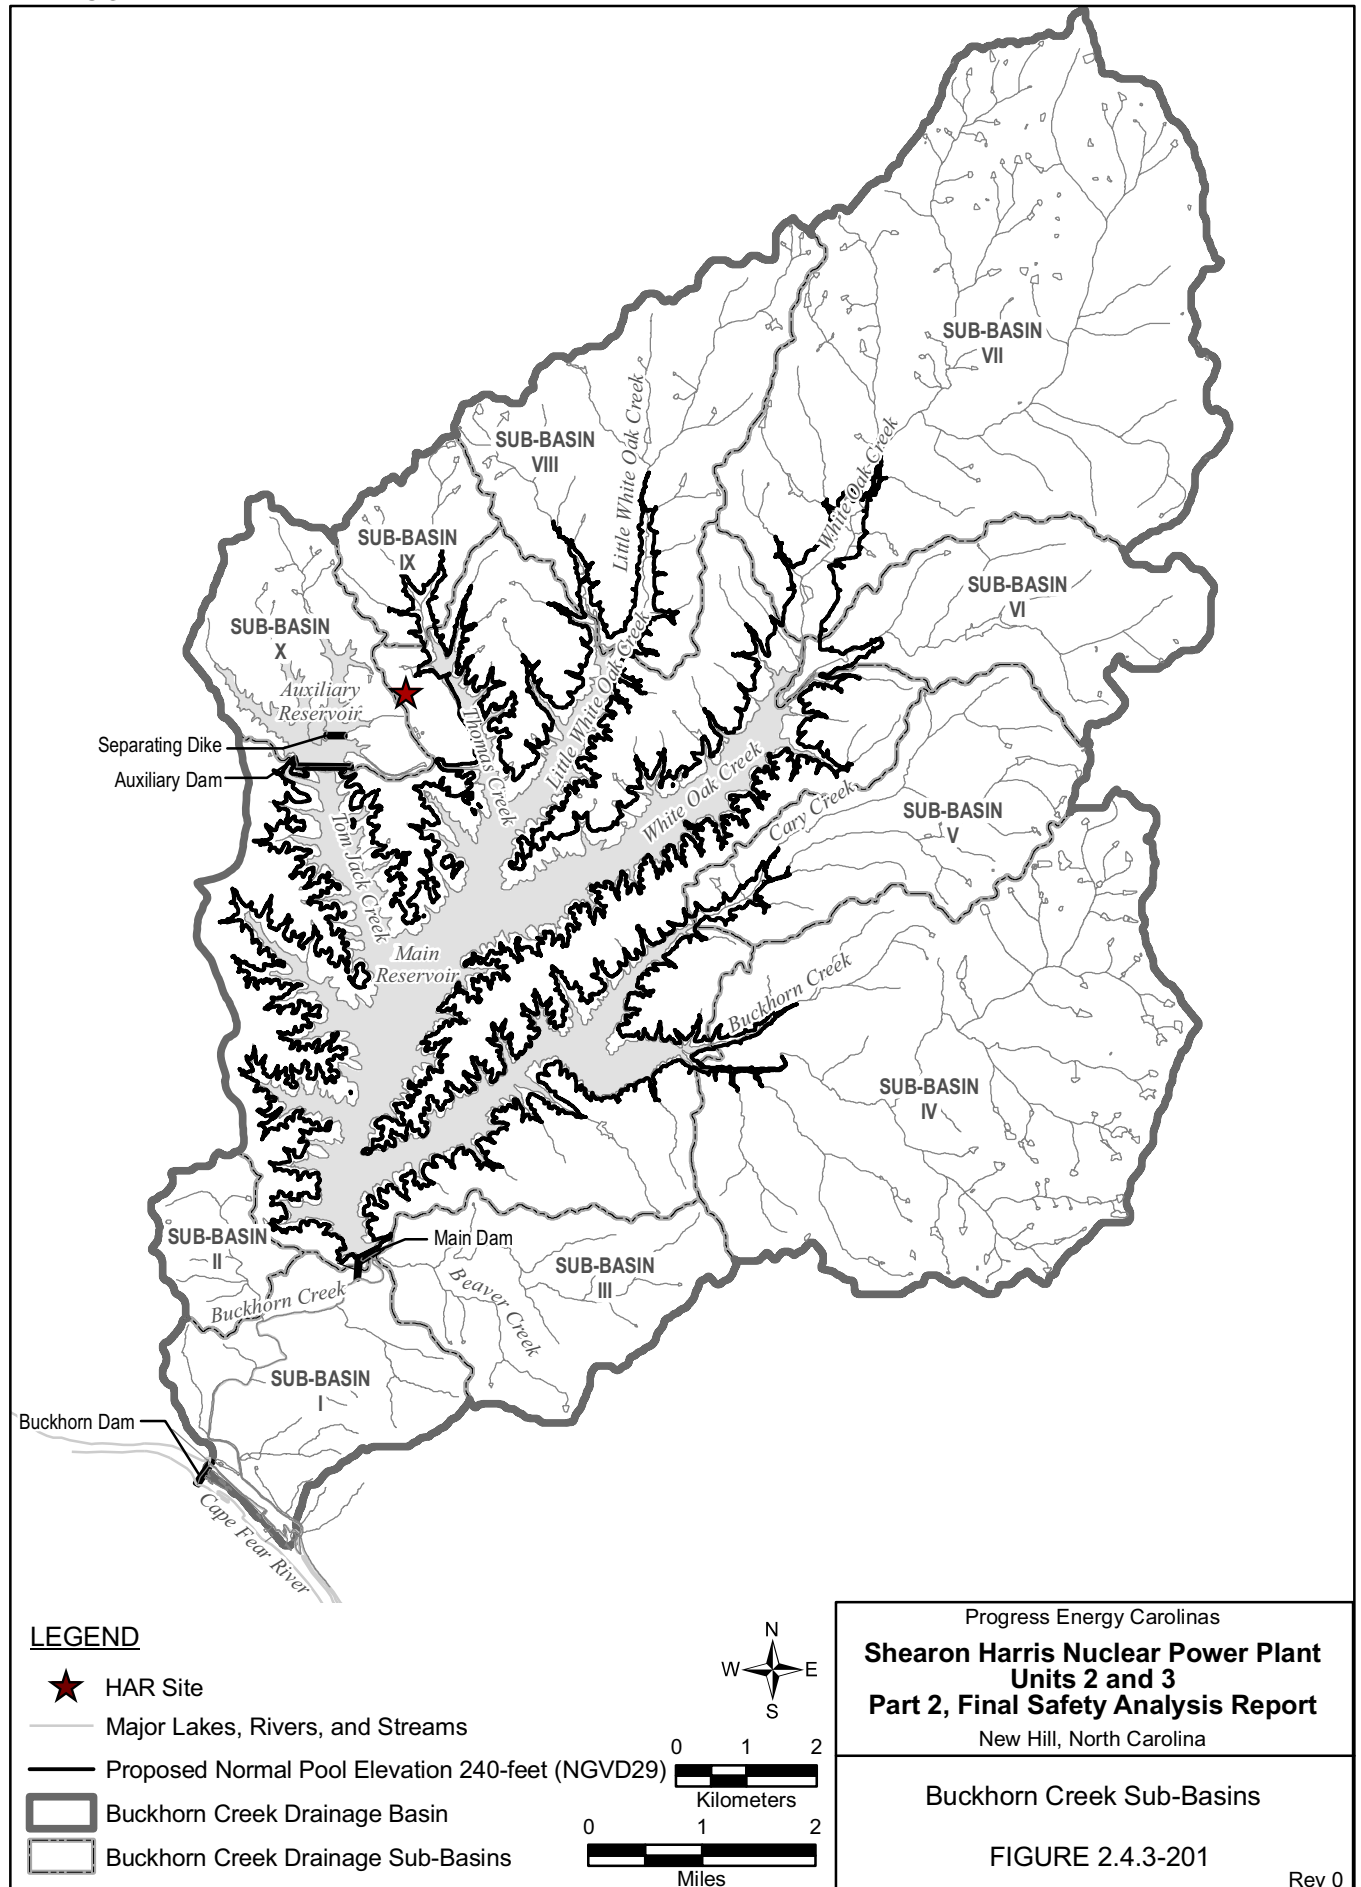 SUB-BASIN
VII
SUB-BASIN
VIII
Little White Oak Creek
White Oak Creek
SUB-BASIN
IX
SUB-BASIN
VI
SUB-BASIN
X
Auxiliary
Reservoir
Separating Dike
Auxiliary Dam
Thomas Creek
Little White Oak Creek
White Oak Creek
Cary Creek
SUB-BASIN
V
Tom Jack Creek
Main
Reservoir
Buckhorn Creek
SUB-BASIN
IV
SUB-BASIN
II
Main Dam
Buckhorn Creek
Beaver Creek
SUB-BASIN
III
SUB-BASIN
I
Buckhorn Dam
Cape Fear River
LEGEND
HAR Site
Major Lakes, Rivers, and Streams
Proposed Normal Pool Elevation 240-feet (NGVD29)
Buckhorn Creek Drainage Basin
Buckhorn Creek Drainage Sub-Basins
N
W E
S
0 1 2
Kilometers
0 1 2
Miles
Progress Energy Carolinas
Shearon Harris Nuclear Power Plant
Units 2 and 3
Part 2, Final Safety Analysis Report
New Hill, North Carolina
Buckhorn Creek Sub-Basins
FIGURE 2.4.3-201
Rev 0